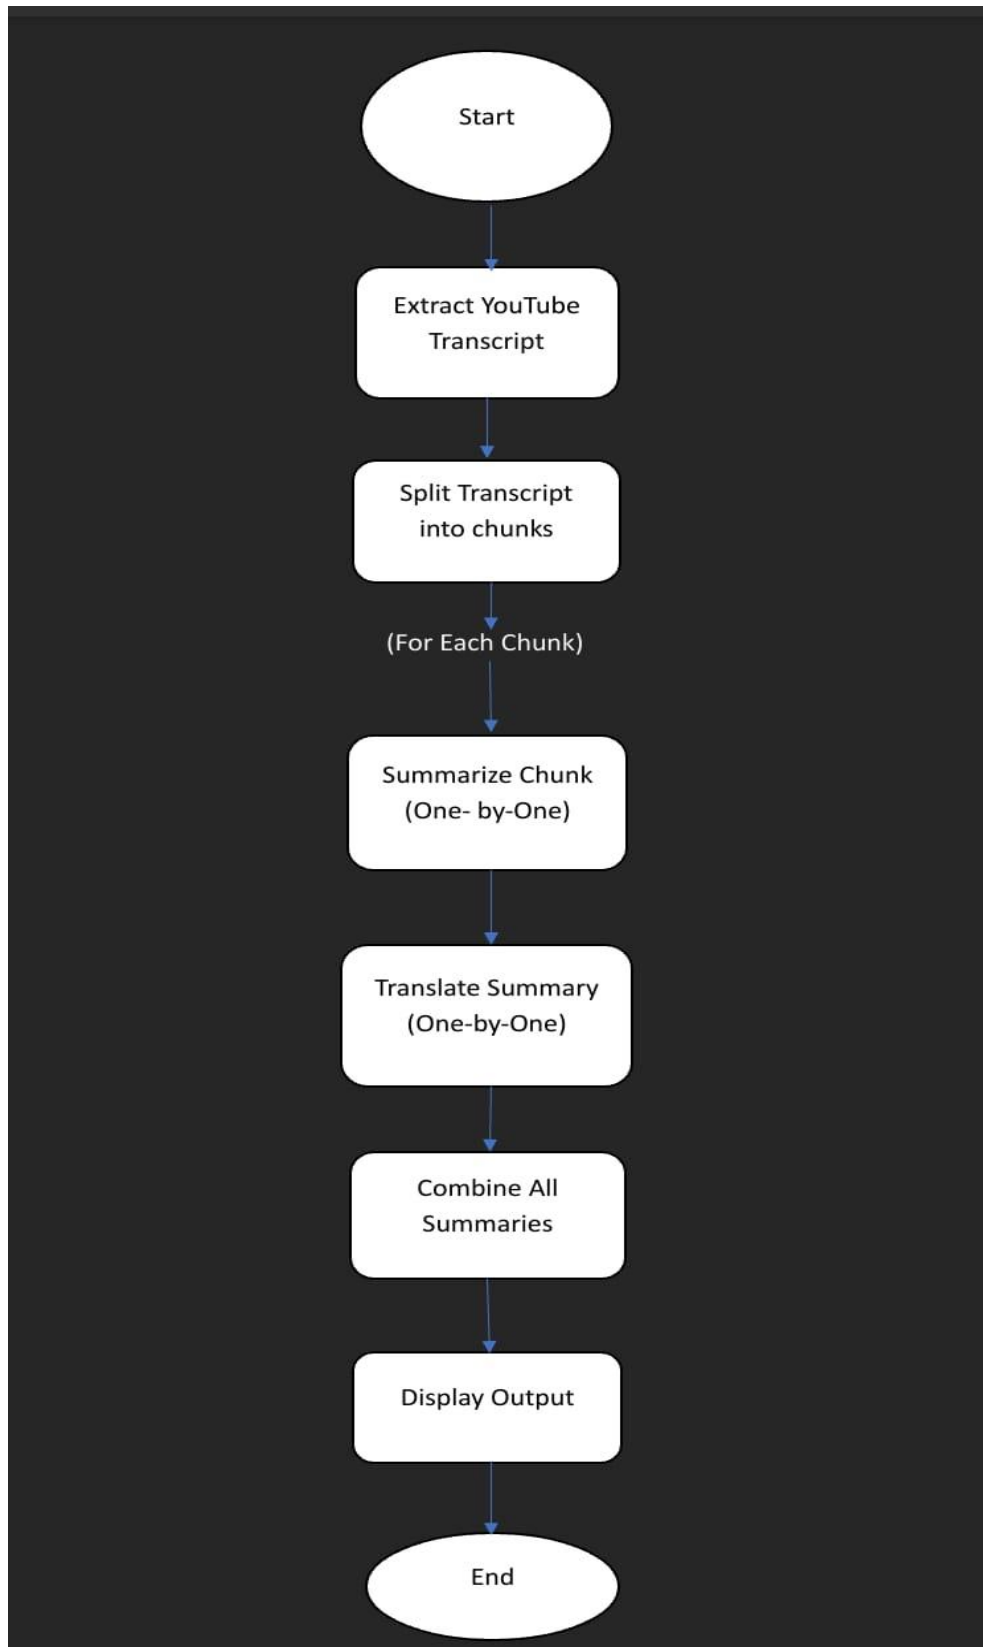 Start
Extract YouTube
Transcript
Split Transcript
into chunks
(For Each Chunk)
Summarize Chunk
(One- by-One)
Translate Summary
(One-by-One)
Combine All
Summaries
Display Output
End